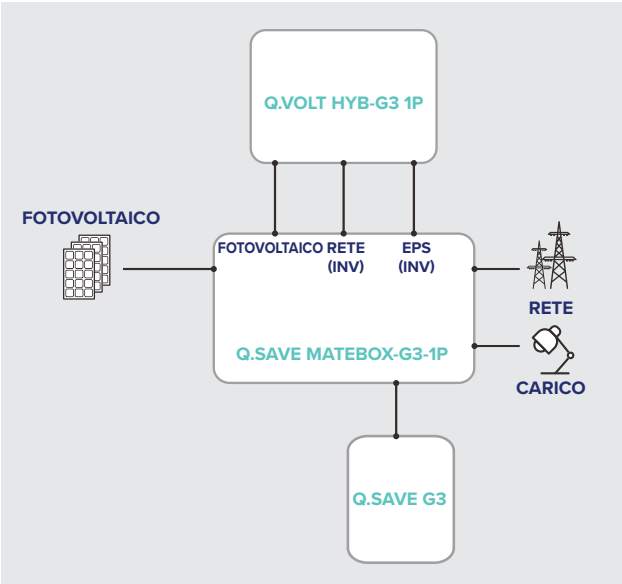 Q.VOLT HYB-G3 1P
FOTOVOLTAICO
FOTOVOLTAICO RETE EPS
(INV) (INV)
RETE
Q.SAVE MATEBOX-G3-1P
CARICO
Q.SAVE G3